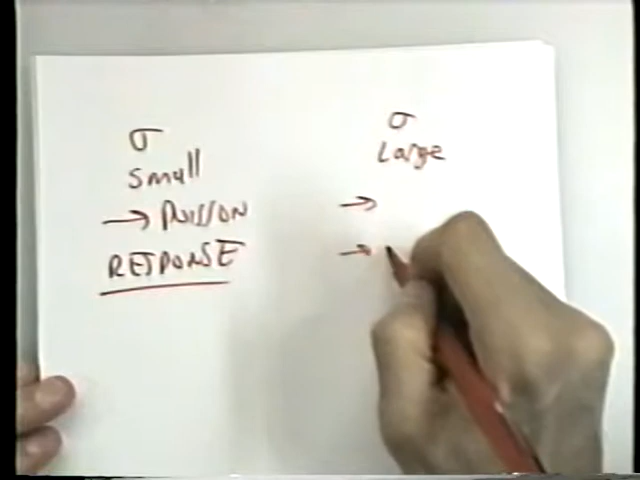 σ
small
→ POISSON
RESPONSE
σ
Large
→
→